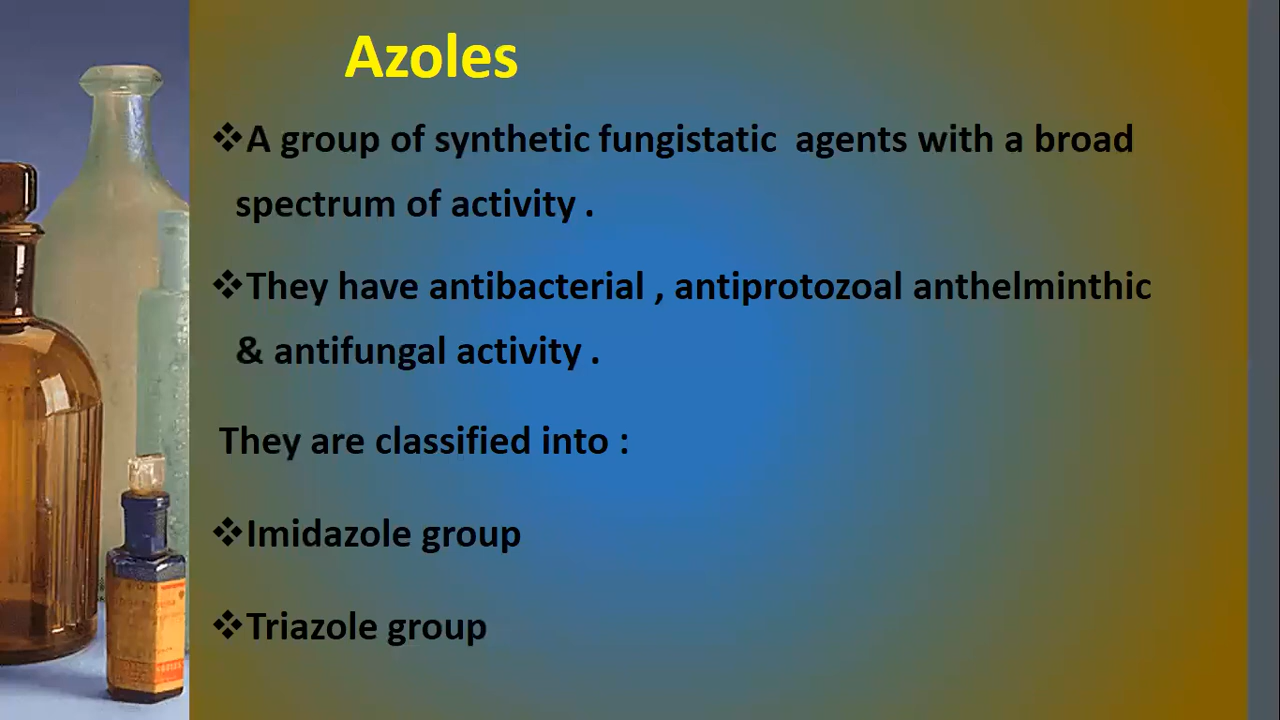 Azoles
❖A group of synthetic fungistatic agents with a broad
spectrum of activity .
❖They have antibacterial , antiprotozoal anthelminthic
& antifungal activity .
They are classified into :
❖Imidazole group
❖Triazole group